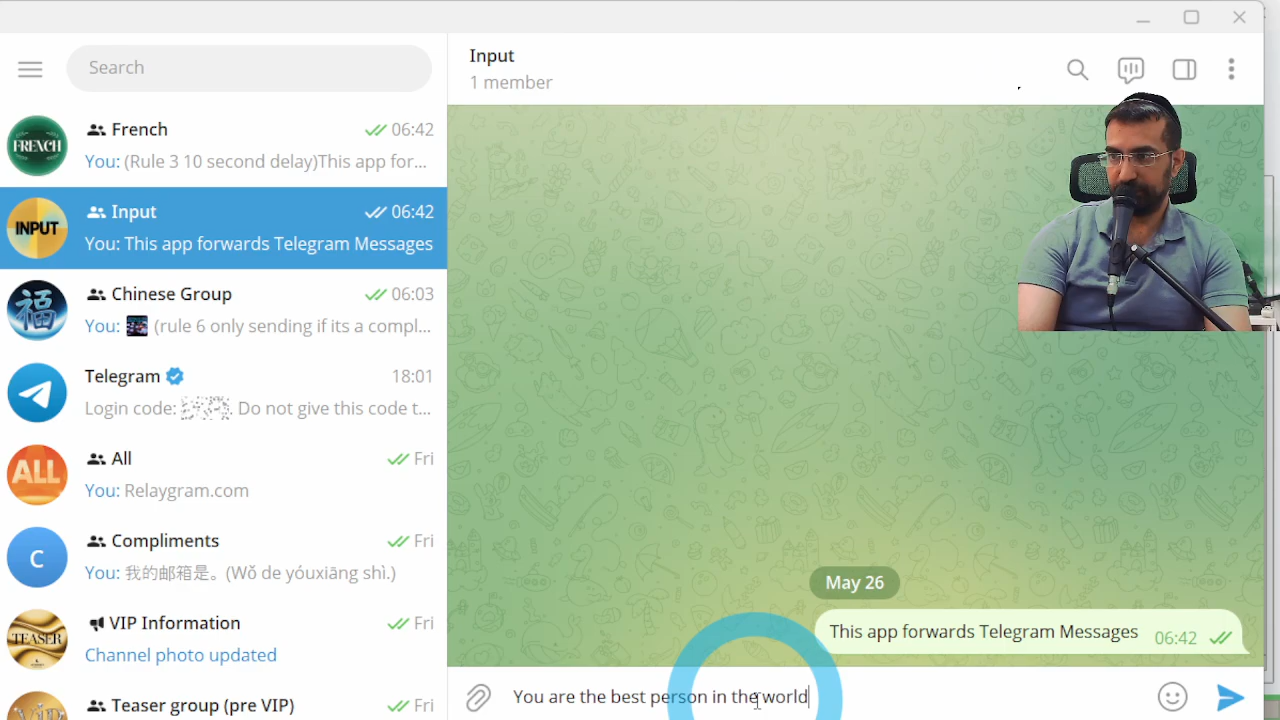 Search
French
06:42
You: (Rule 3 10 second delay)This app for...
FRENCH
Input
06:42
You: This app forwards Telegram Messages
INPUT
Chinese Group
06:03
You: (rule 6 only sending if its a compl...
福
Telegram
18:01
Login code: . Do not give this code t...
All
Fri
You: Relaygram.com
ALL
Compliments
Fri
You: 我的邮箱是。(Wǒ de yóuxiāng shì.)
C
VIP Information
Fri
Channel photo updated
TEASER
Teaser group (pre VIP)
Fri
VIP
Input
1 member
May 26
This app forwards Telegram Messages
06:42
You are the best person in the world